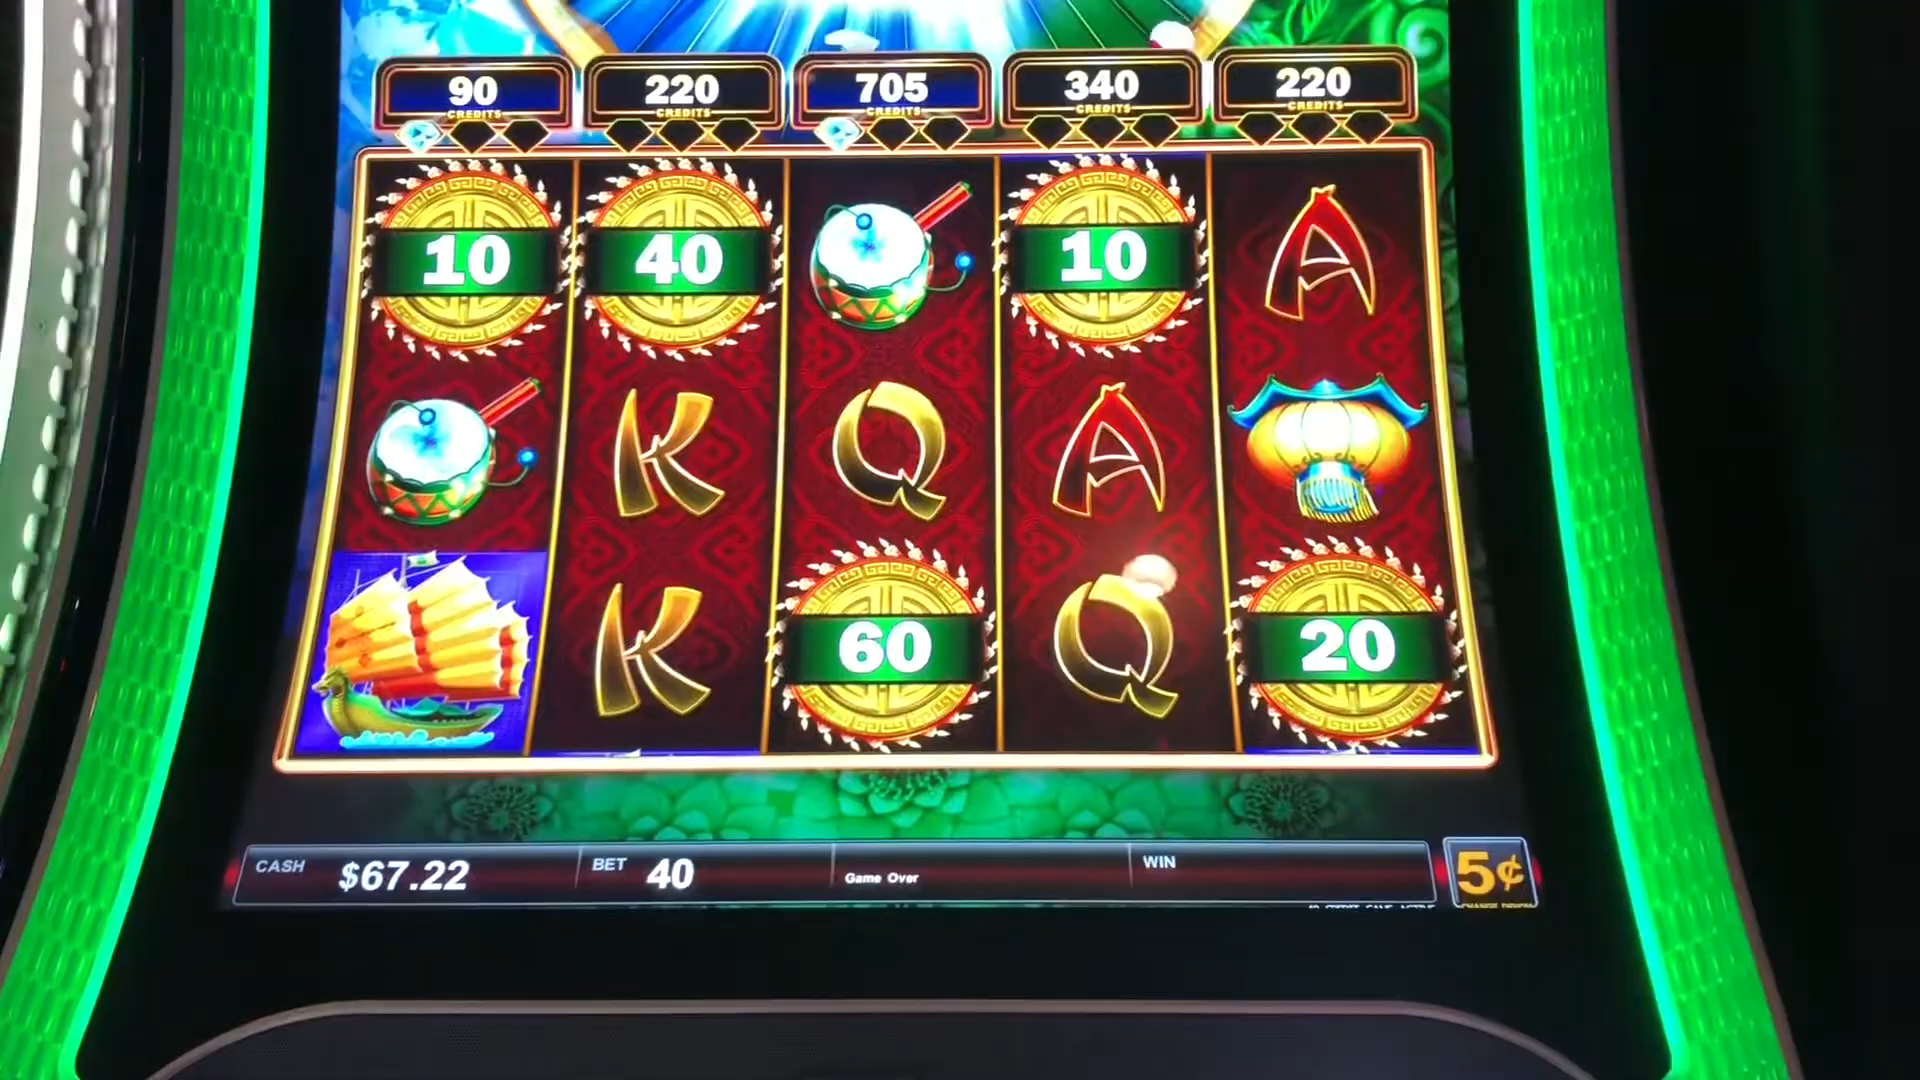 90 220 705 340 220
CREDITS CREDITS CREDITS CREDITS CREDITS
10 40 10 A
K Q A
K 60 Q 20
CASH $67.22 BET 40 Game Over WIN 5¢